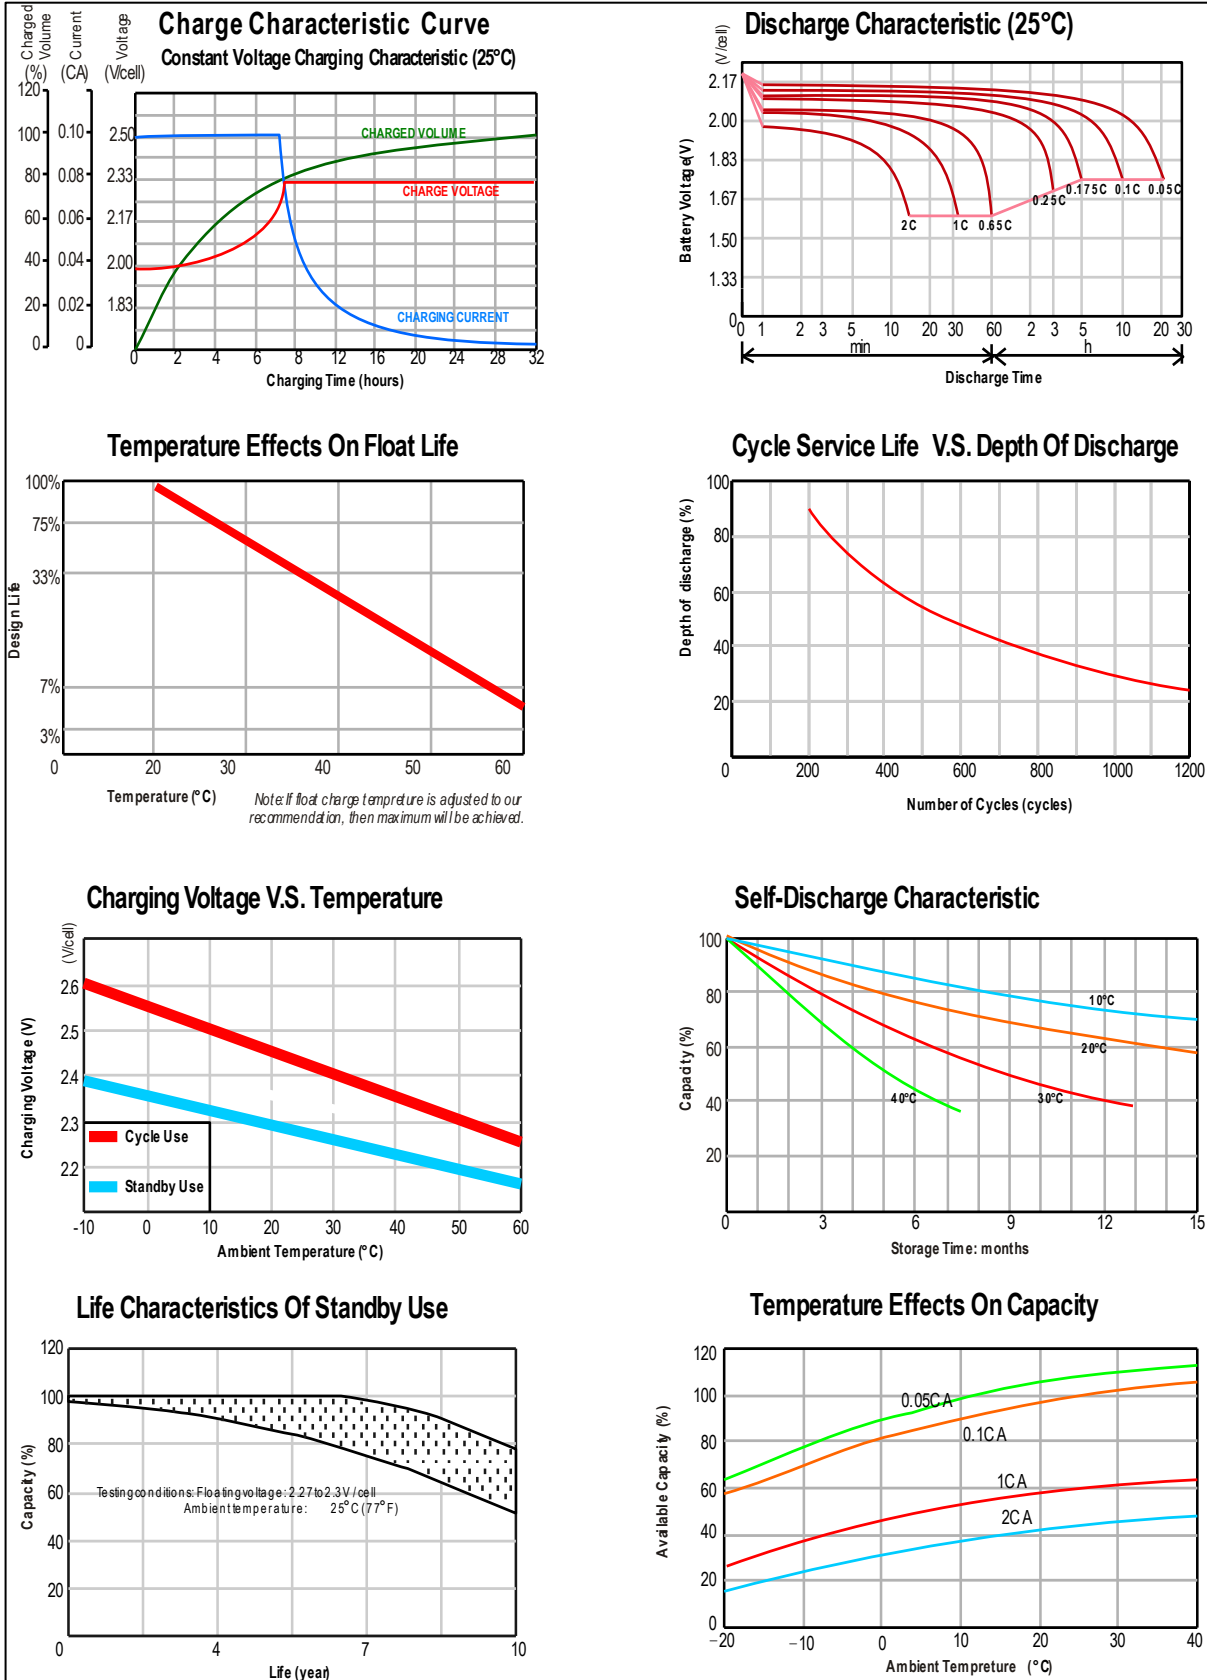 Charge Characteristic Curve
Constant Voltage Charging Characteristic (25°C)
Charged Volume (%)
Current (CA)
Voltage (V/cell)
120
100 0.10 2.50
80 0.08 2.33
60 0.06 2.17
40 0.04 2.00
20 0.02 1.83
0 0
CHARGED VOLUME
CHARGE VOLTAGE
CHARGING CURRENT
0 2 4 6 8 12 16 20 24 28 32
Charging Time (hours)
Discharge Characteristic (25°C)
(V/cell)
Battery Voltage(V)
2.17
2.00
1.83
1.67
1.50
1.33
0
2C 1C 0.65C 0.25C 0.175C 0.1C 0.05C
0 1 2 3 5 10 20 30 60 2 3 5 10 20 30
min h
Discharge Time
Temperature Effects On Float Life
Design Life
100%
75%
33%
7%
3%
0 20 30 40 50 60
Temperature (°C)
Note: If float charge tempreture is adjusted to our
recommendation, then maximum will be achieved.
Cycle Service Life V.S. Depth Of Discharge
Depth of discharge (%)
100
80
60
40
20
0 200 400 600 800 1000 1200
Number of Cycles (cycles)
Charging Voltage V.S. Temperature
(V/cell)
Charging Voltage (V)
2.6
2.5
2.4
2.3
2.2
Cycle Use
Standby Use
-10 0 10 20 30 40 50 60
Ambient Temperature (°C)
Self-Discharge Characteristic
Capacity (%)
100
80
60
40
20
10°C
20°C
30°C
40°C
0 3 6 9 12 15
Storage Time: months
Life Characteristics Of Standby Use
Capacity (%)
120
100
80
60
40
20
Testing conditions: Floating voltage: 2.27 to 2.3 V / cell
Ambient temperature: 25°C (77°F)
0 4 7 10
Life (year)
Temperature Effects On Capacity
Available Capacity (%)
120
100
80
60
40
20
0
0.05CA
0.1CA
1CA
2CA
-20 -10 0 10 20 30 40
Ambient Tempreture (°C)